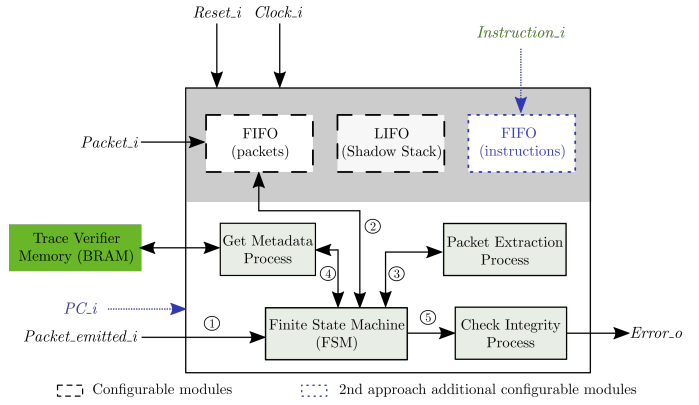 Reset_i
Clock_i
Instruction_i
Packet_i
FIFO
(packets)
LIFO
(Shadow Stack)
FIFO
(instructions)
②
Trace Verifier
Memory (BRAM)
Get Metadata
Process
Packet Extraction
Process
④
③
PC_i
①
Packet_emitted_i
Finite State Machine
(FSM)
⑤
Check Integrity
Process
Error_o
Configurable modules
2nd approach additional configurable modules